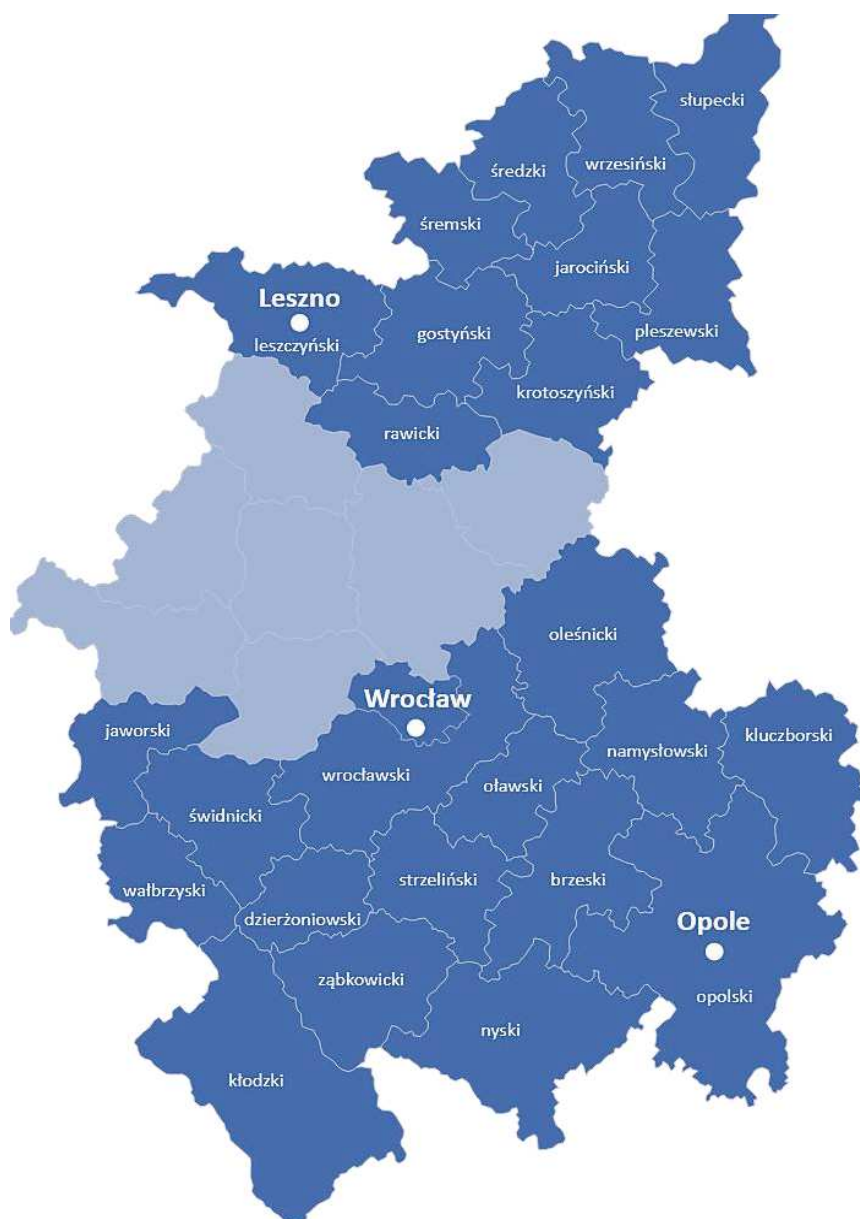 słupecki
wrzesiński
średzki
śremski
jarociński
Leszno
leszczyński
gostyński
pleszewski
krotoszyński
rawicki
oleśnicki
Wrocław
jaworski
kluczborski
namysłowski
wrocławski
oławski
świdnicki
strzeliński
brzeski
wałbrzyski
dzierżoniowski
Opole
ząbkowicki
opolski
nyski
kłodzki